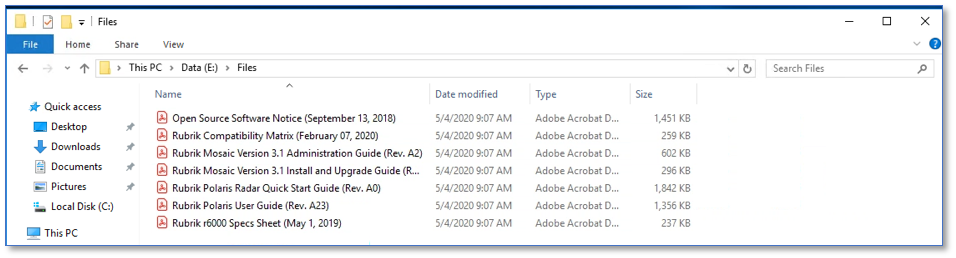 Files
File Home Share View
This PC Data (E:) Files Search Files
Name Date modified Type Size
Quick access
Desktop
Downloads
Documents
Pictures
Local Disk (C:)
This PC
Open Source Software Notice (September 13, 2018) 5/4/2020 9:07 AM Adobe Acrobat D... 1,451 KB
Rubrik Compatibility Matrix (February 07, 2020) 5/4/2020 9:07 AM Adobe Acrobat D... 259 KB
Rubrik Mosaic Version 3.1 Administration Guide (Rev. A2) 5/4/2020 9:07 AM Adobe Acrobat D... 602 KB
Rubrik Mosaic Version 3.1 Install and Upgrade Guide (R... 5/4/2020 9:07 AM Adobe Acrobat D... 296 KB
Rubrik Polaris Radar Quick Start Guide (Rev. A0) 5/4/2020 9:07 AM Adobe Acrobat D... 1,842 KB
Rubrik Polaris User Guide (Rev. A23) 5/4/2020 9:07 AM Adobe Acrobat D... 1,356 KB
Rubrik r6000 Specs Sheet (May 1, 2019) 5/4/2020 9:07 AM Adobe Acrobat D... 237 KB